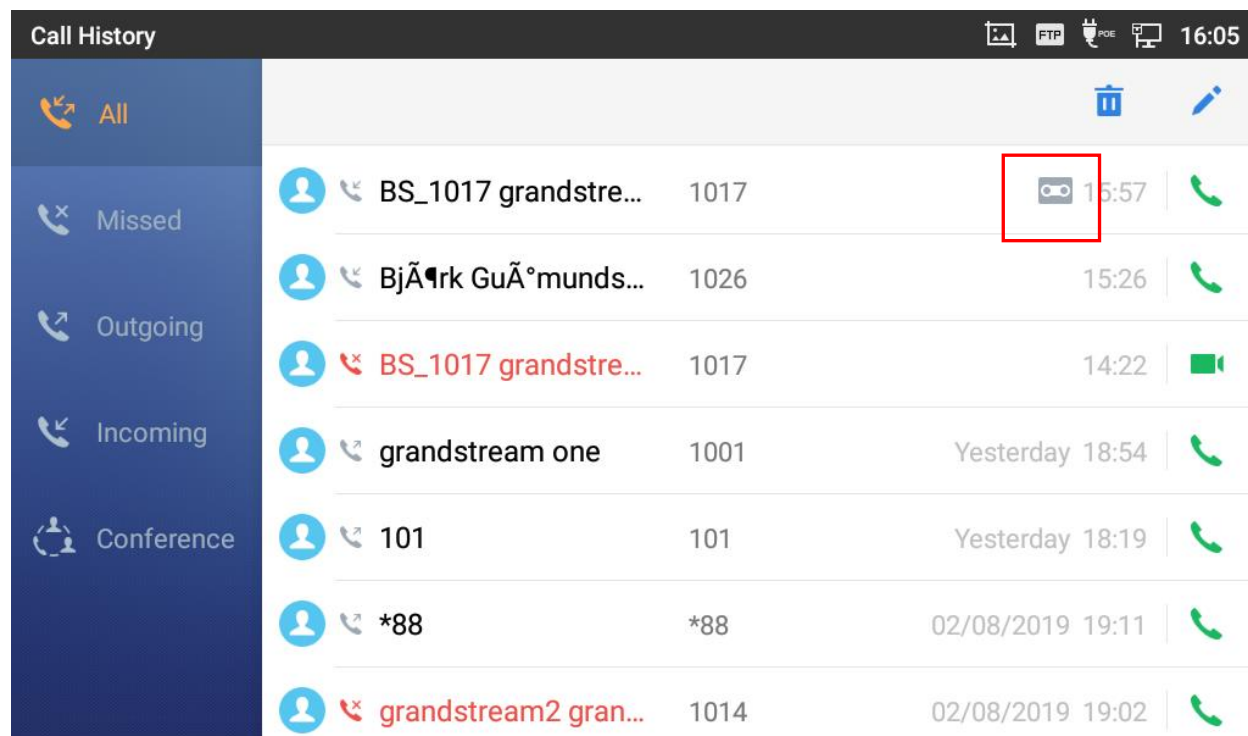 Call History FTP POE 16:05
All
BS_1017 grandstre... 1017 15:57
Missed
BjÃ¶rk GuÃ°munds... 1026 15:26
Outgoing
BS_1017 grandstre... 1017 14:22
Incoming
grandstream one 1001 Yesterday 18:54
Conference
101 101 Yesterday 18:19
*88 *88 02/08/2019 19:11
grandstream2 gran... 1014 02/08/2019 19:02